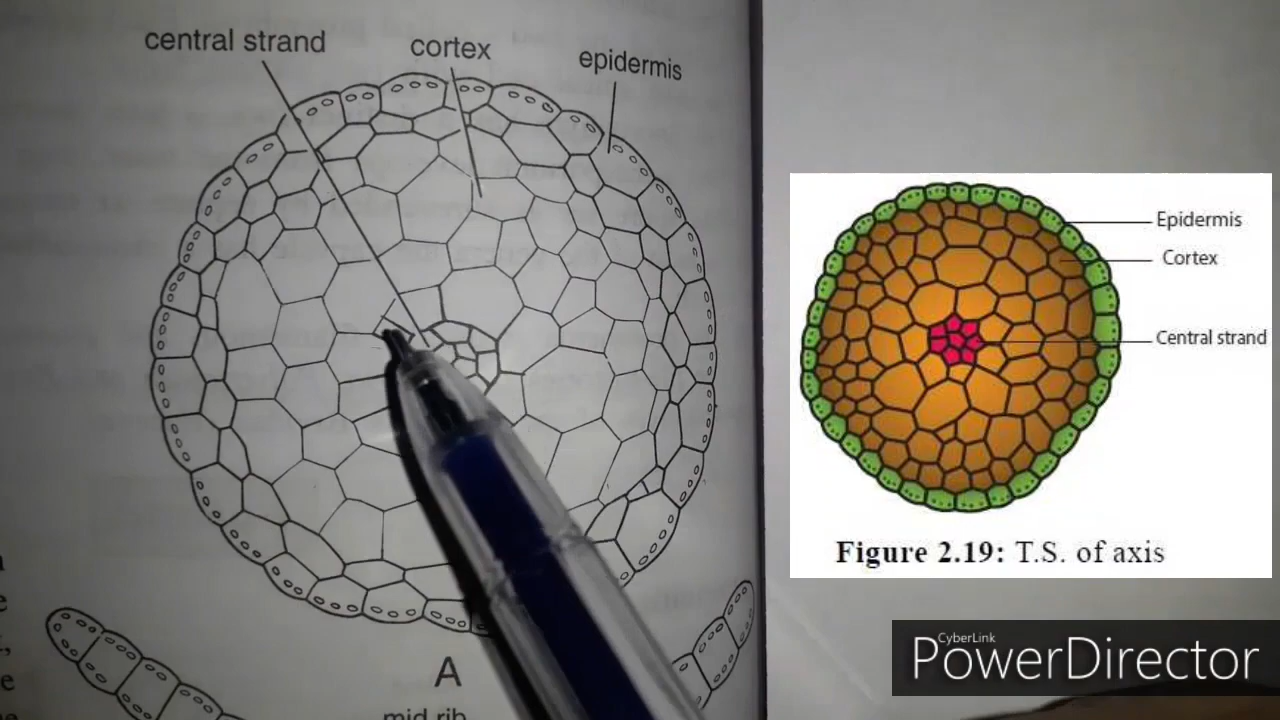 central strand
cortex
epidermis
A
mid rib
Epidermis
Cortex
Central strand
Figure 2.19: T.S. of axis
CyberLink
PowerDirector